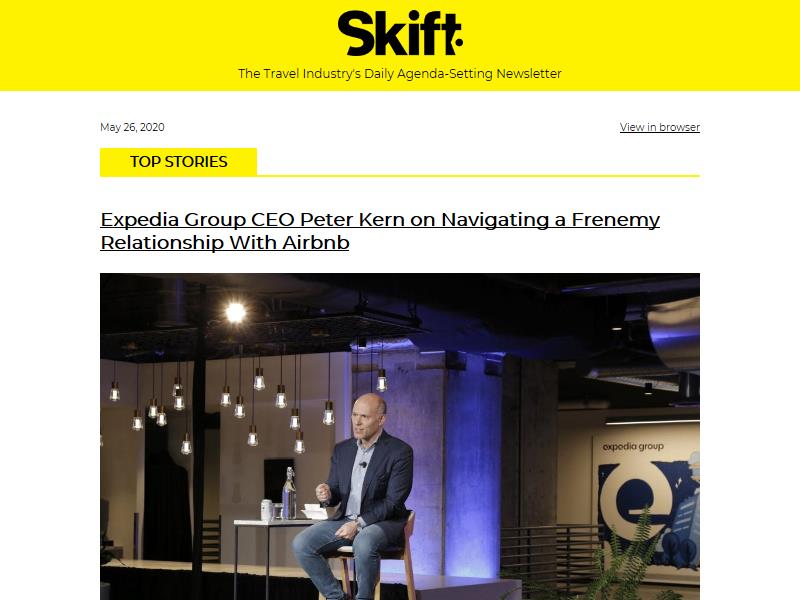 Skift
The Travel Industry's Daily Agenda-Setting Newsletter
May 26, 2020
View in browser
TOP STORIES
Expedia Group CEO Peter Kern on Navigating a Frenemy
Relationship With Airbnb
expedia group